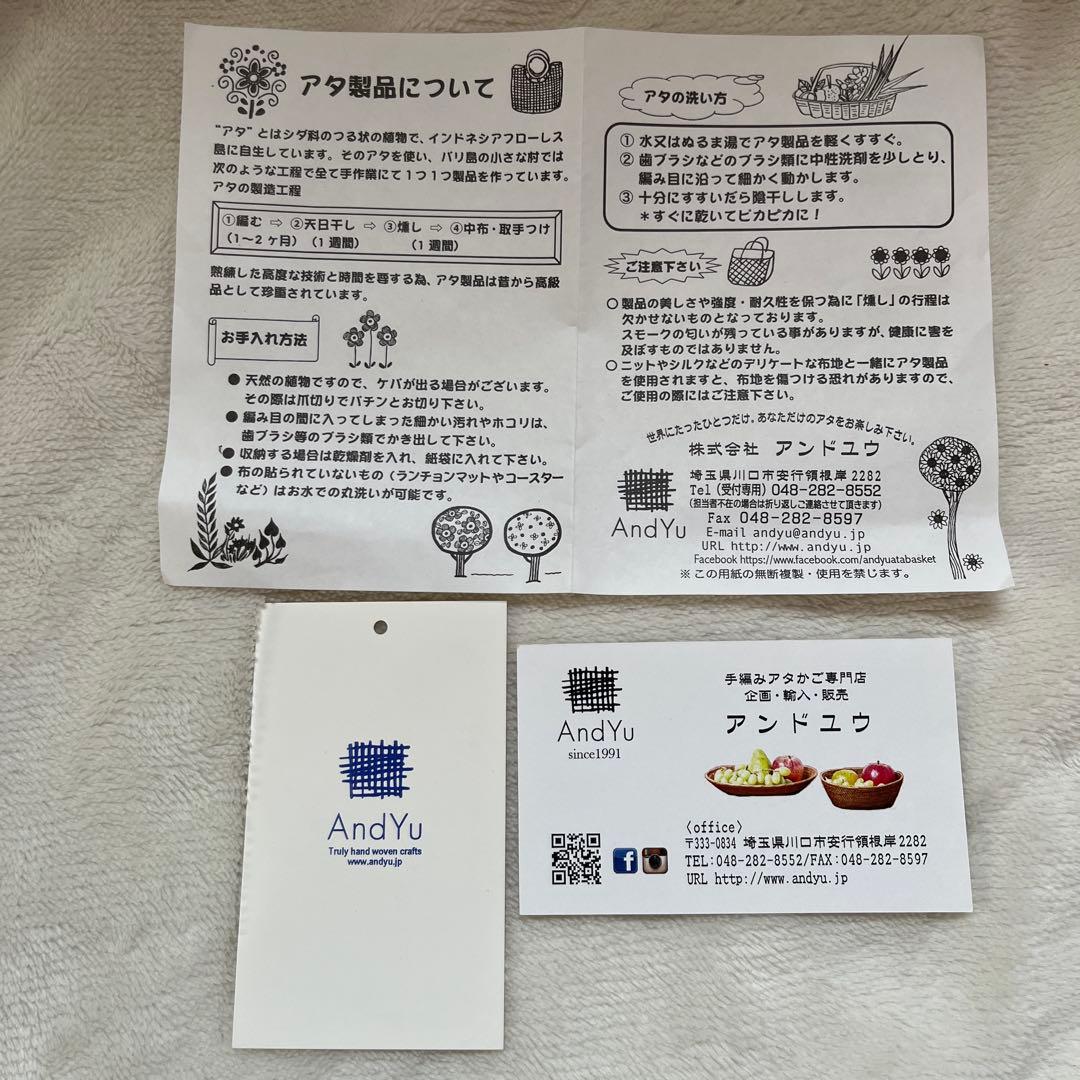 アタ製品について
"アタ" とはシダ科のつる状の植物で、インドネシアフローレス
島に自生しています。そのアタを使い、バリ島の小さな村では
次のような工程で全て手作業にて1つ1つ製品を作っています。
アタの製造工程
①編む ⇨ ②天日干し ⇨ ③燻し ⇨ ④中布・取手つけ
(1~2ヶ月) (1週間) (1週間)
熟練した高度な技術と時間を要する為、アタ製品は昔から高級
品として珍重されています。
お手入れ方法
● 天然の植物ですので、ケバが出る場合がございます。
その際は爪切りでパチンとお切り下さい。
● 編み目の間に入ってしまった細かい汚れやホコリは、
歯ブラシ等のブラシ類でかき出して下さい。
● 収納する場合は乾燥剤を入れ、紙袋に入れて下さい。
● 布の貼られていないもの(ランチョンマットやコースター
など)はお水での丸洗いが可能です。
アタの洗い方
① 水又はぬるま湯でアタ製品を軽くすすぐ。
② 歯ブラシなどのブラシ類に中性洗剤を少しとり、
編み目に沿って細かく動かします。
③ 十分にすすいだら陰干しします。
*すぐに乾いてピカピカに!
ご注意下さい
○ 製品の美しさや強度・耐久性を保つ為に「燻し」の行程は
欠かせないものとなっております。
スモークの匂いが残っている事がありますが、健康に害を
及ぼすものではありません。
○ ニットやシルクなどのデリケートな布地と一緒にアタ製品
を使用されますと、布地を傷つける恐れがありますので、
ご使用の際にはご注意下さい。
世界にたったひとつだけ。あなただけのアタをお楽しみ下さい。
株式会社 アンドユウ
埼玉県川口市安行領根岸2282
Tel(受付専用)048-282-8552
(担当者不在の場合は折り返しご連絡させて頂きます)
AndYu
Fax 048-282-8597
E-mail andyu@andyu.jp
URL http://www.andyu.jp
Facebook https://www.facebook.com/andyuatabasket
※この用紙の無断複製・使用を禁じます。
AndYu
Truly hand woven crafts
www.andyu.jp
AndYu
since1991
手編みアタかご専門店
企画・輸入・販売
アンドユウ
〈office〉
〒333-0834 埼玉県川口市安行領根岸2282
TEL:048-282-8552/FAX:048-282-8597
URL http://www.andyu.jp